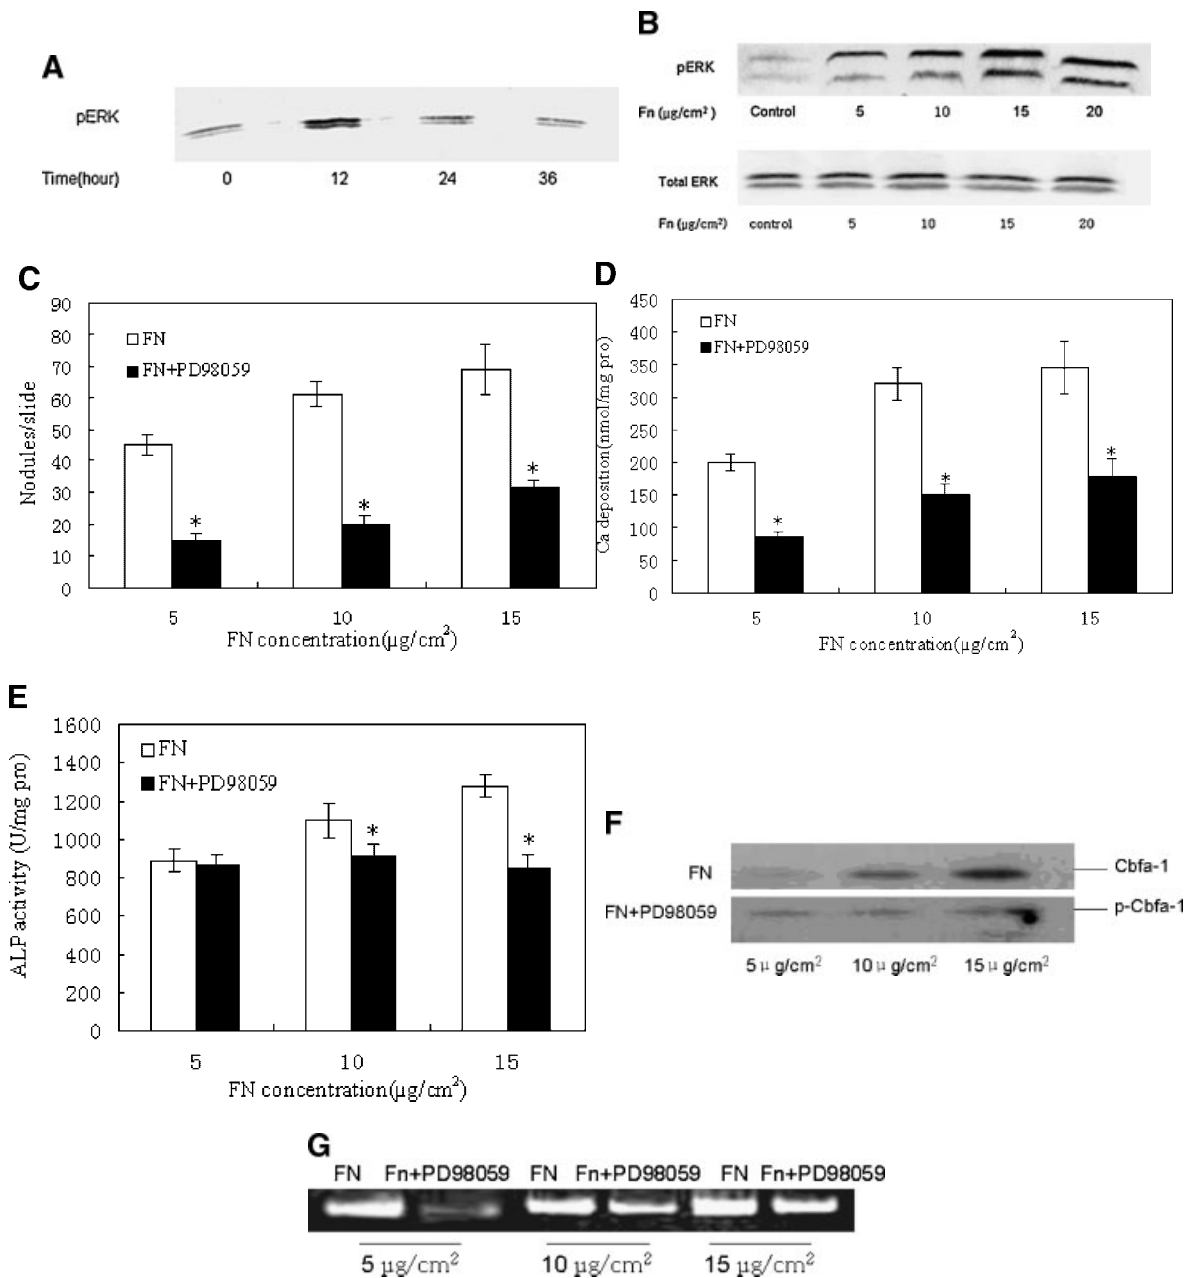 A
pERK
Time(hour) 0 12 24 36
B
pERK
Fn (µg/cm²) Control 5 10 15 20
Total ERK
Fn (µg/cm²) control 5 10 15 20
C
90
80
70
60
50
40
30
20
10
0
Nodules/slide
FN
FN+PD98059
* * *
5 10 15
FN concentration(µg/cm²)
D
450
400
350
300
250
200
150
100
50
0
Ca deposition(nmol/mg pro)
FN
FN+PD98059
* * *
5 10 15
FN concentration(µg/cm²)
E
1600
1400
1200
1000
800
600
400
200
0
ALP activity (U/mg pro)
FN
FN+PD98059
* *
5 10 15
FN concentration(µg/cm²)
F
FN Cbfa-1
FN+PD98059 p-Cbfa-1
5 µ g/cm² 10 µ g/cm² 15 µ g/cm²
G
FN Fn+PD98059 FN Fn+PD98059 FN Fn+PD98059
5 µg/cm² 10 µg/cm² 15 µg/cm²